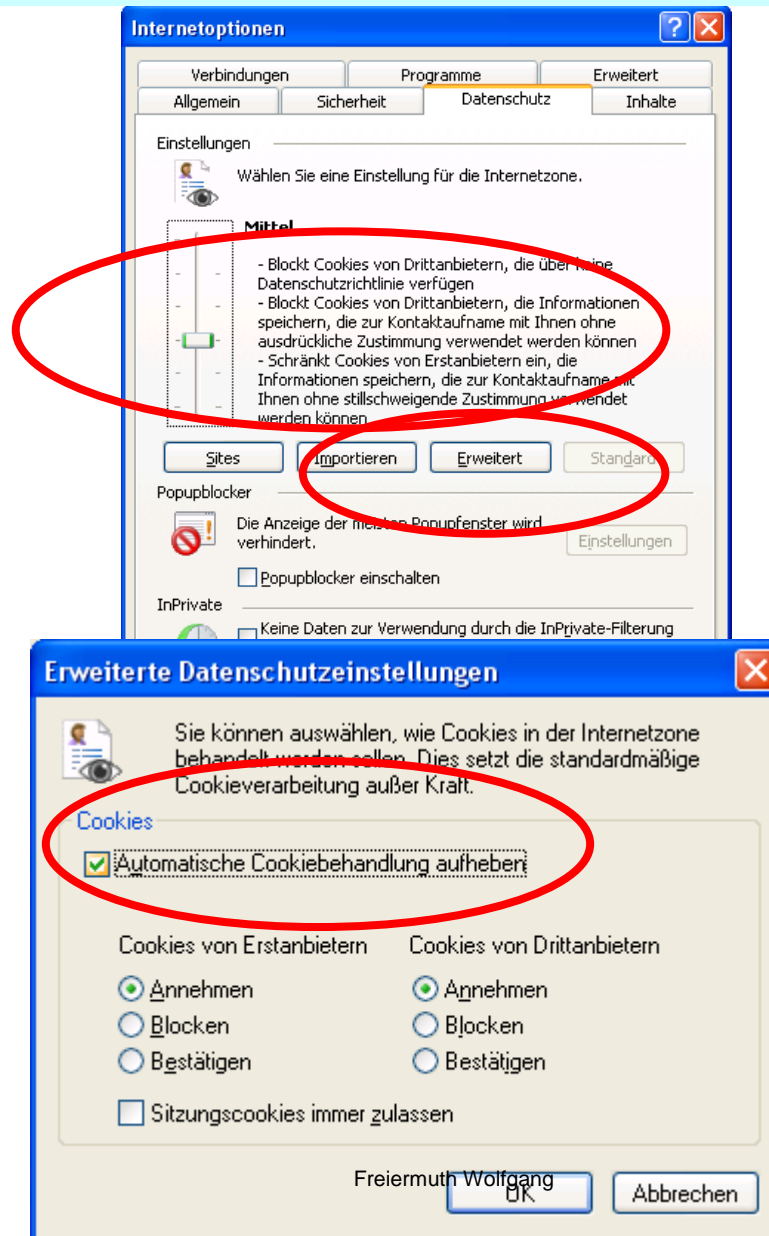 Internetoptionen
Verbindungen Programme Erweitert
Allgemein Sicherheit Datenschutz Inhalte
Einstellungen
Wählen Sie eine Einstellung für die Internetzone.
Mittel
- Blockt Cookies von Drittanbietern, die über keine
Datenschutzrichtlinie verfügen
- Blockt Cookies von Drittanbietern, die Informationen
speichern, die zur Kontaktaufname mit Ihnen ohne
ausdrückliche Zustimmung verwendet werden können
- Schränkt Cookies von Erstanbietern ein, die
Informationen speichern, die zur Kontaktaufname mit
Ihnen ohne stillschweigende Zustimmung verwendet
werden können
Sites Importieren Erweitert Standard
Popupblocker
Die Anzeige der meisten Popupfenster wird
verhindert.
Einstellungen
Popupblocker einschalten
InPrivate
Keine Daten zur Verwendung durch die InPrivate-Filterung
Erweiterte Datenschutzeinstellungen
Sie können auswählen, wie Cookies in der Internetzone
behandelt werden sollen. Dies setzt die standardmäßige
Cookieverarbeitung außer Kraft.
Cookies
Automatische Cookiebehandlung aufheben
Cookies von Erstanbietern Cookies von Drittanbietern
Annehmen Annehmen
Blocken Blocken
Bestätigen Bestätigen
Sitzungscookies immer zulassen
Freiermuth Wolfgang
OK Abbrechen